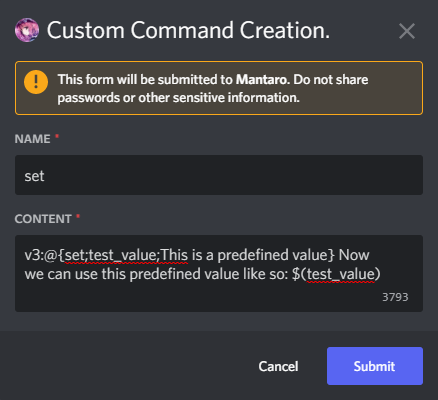 Custom Command Creation.
This form will be submitted to Mantaro. Do not share
passwords or other sensitive information.
NAME *
set
CONTENT *
v3:@{set;test_value;This is a predefined value} Now
we can use this predefined value like so: $(test_value)
3793
Cancel
Submit